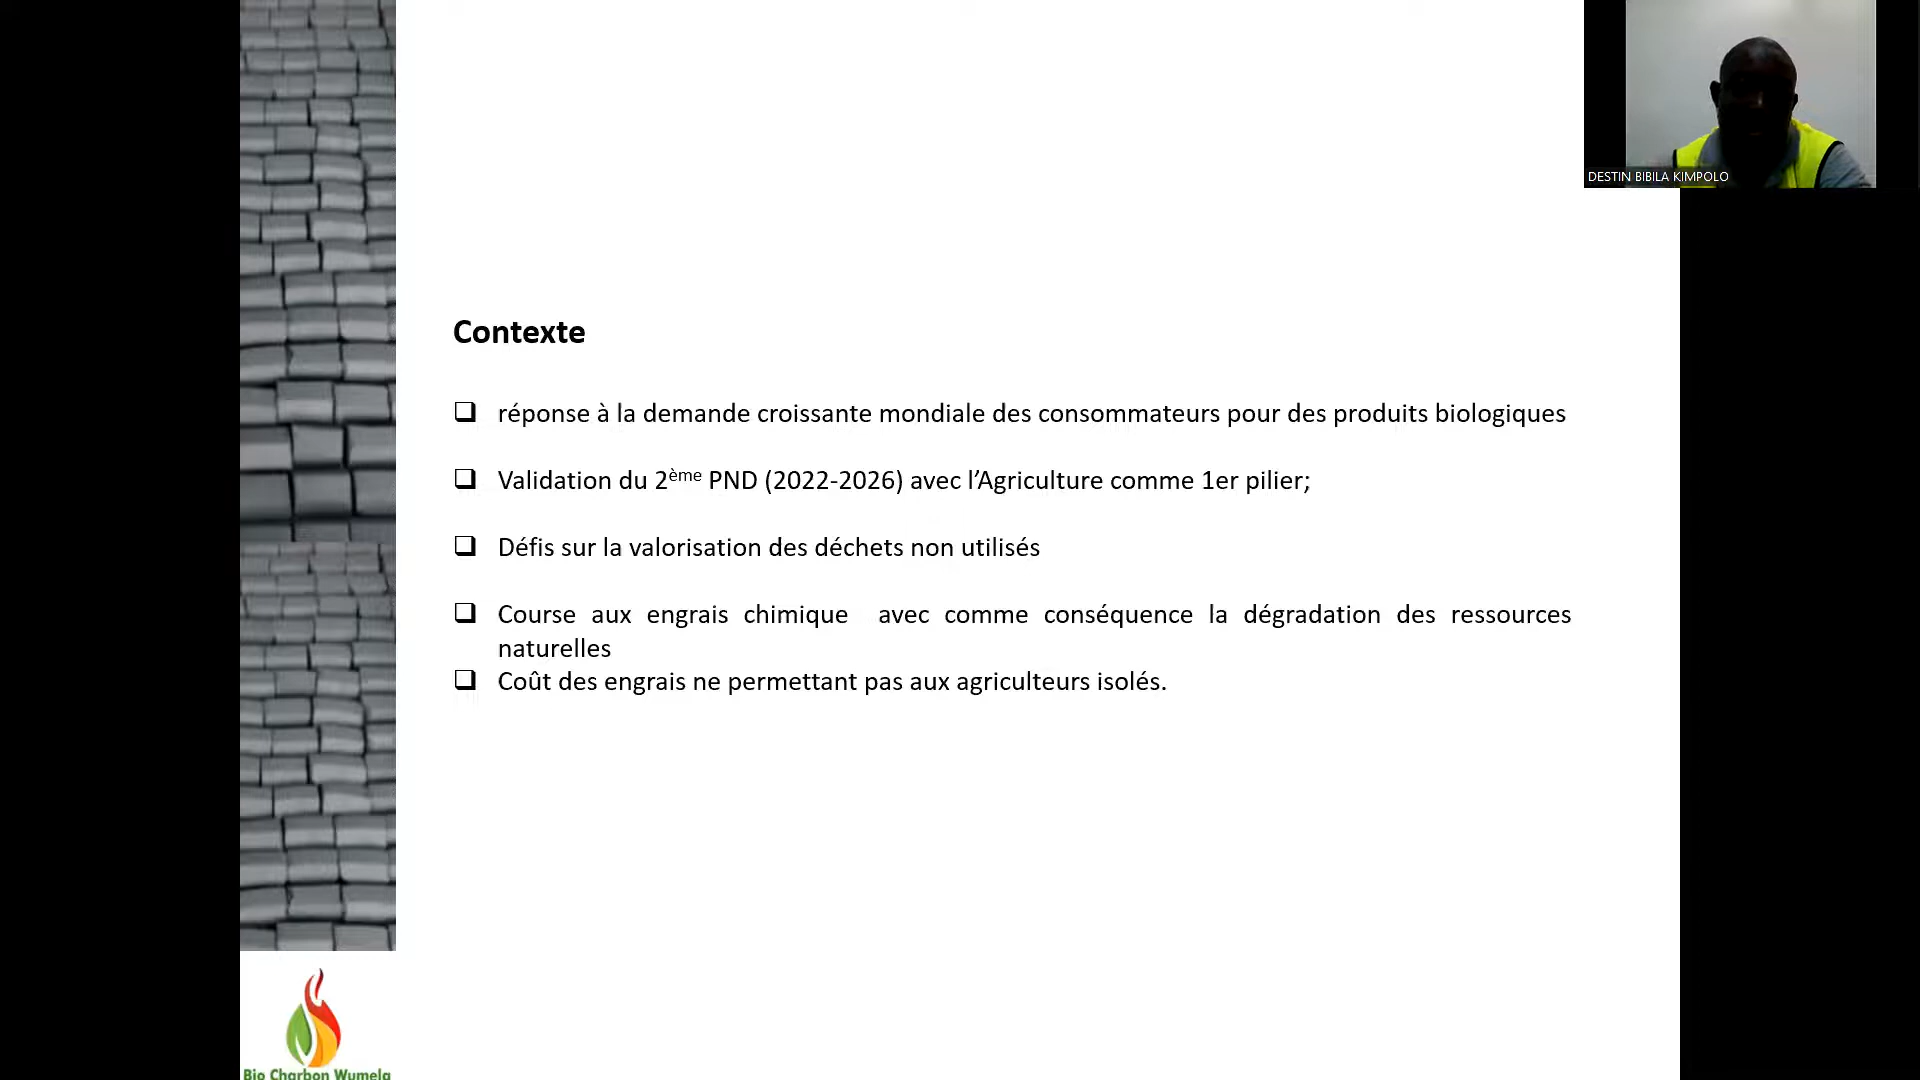 DESTIN BIBILA KIMPOLO
Contexte
❑ réponse à la demande croissante mondiale des consommateurs pour des produits biologiques
❑ Validation du 2ème PND (2022-2026) avec l’Agriculture comme 1er pilier;
❑ Défis sur la valorisation des déchets non utilisés
❑ Course aux engrais chimique avec comme conséquence la dégradation des ressources
naturelles
❑ Coût des engrais ne permettant pas aux agriculteurs isolés.
Bio Charbon Wumela